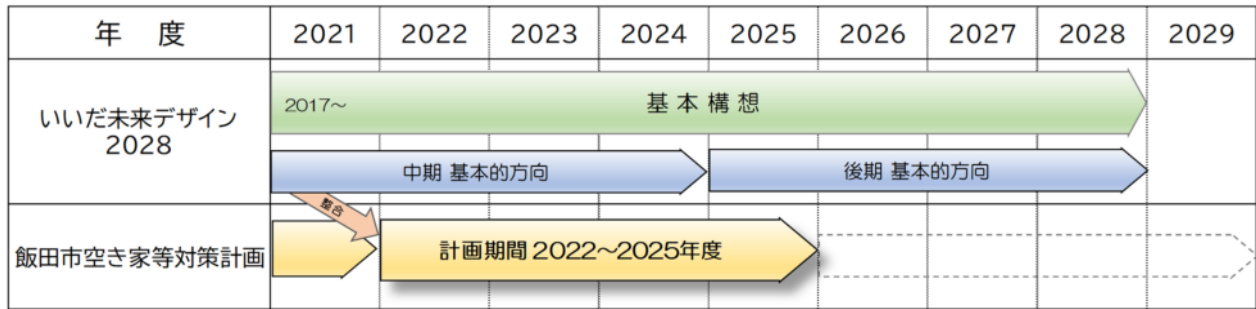 年 度 2021 2022 2023 2024 2025 2026 2027 2028 2029
いいだ未来デザイン
2028
2017~ 基本構想
中期 基本的方向 後期 基本的方向
整合
飯田市空き家等対策計画 計画期間 2022~2025年度